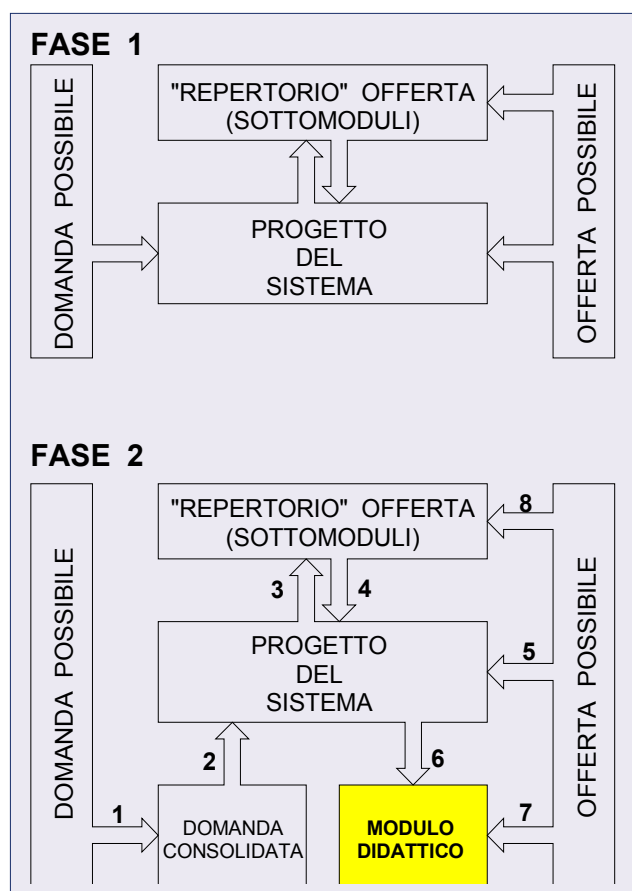 FASE 1
DOMANDA POSSIBILE
"REPERTORIO" OFFERTA
(SOTTOMODULI)
PROGETTO
DEL
SISTEMA
OFFERTA POSSIBILE
FASE 2
DOMANDA POSSIBILE
"REPERTORIO" OFFERTA
(SOTTOMODULI)
8
3
4
PROGETTO
DEL
SISTEMA
5
OFFERTA POSSIBILE
2
6
1
DOMANDA
CONSOLIDATA
MODULO
DIDATTICO
7